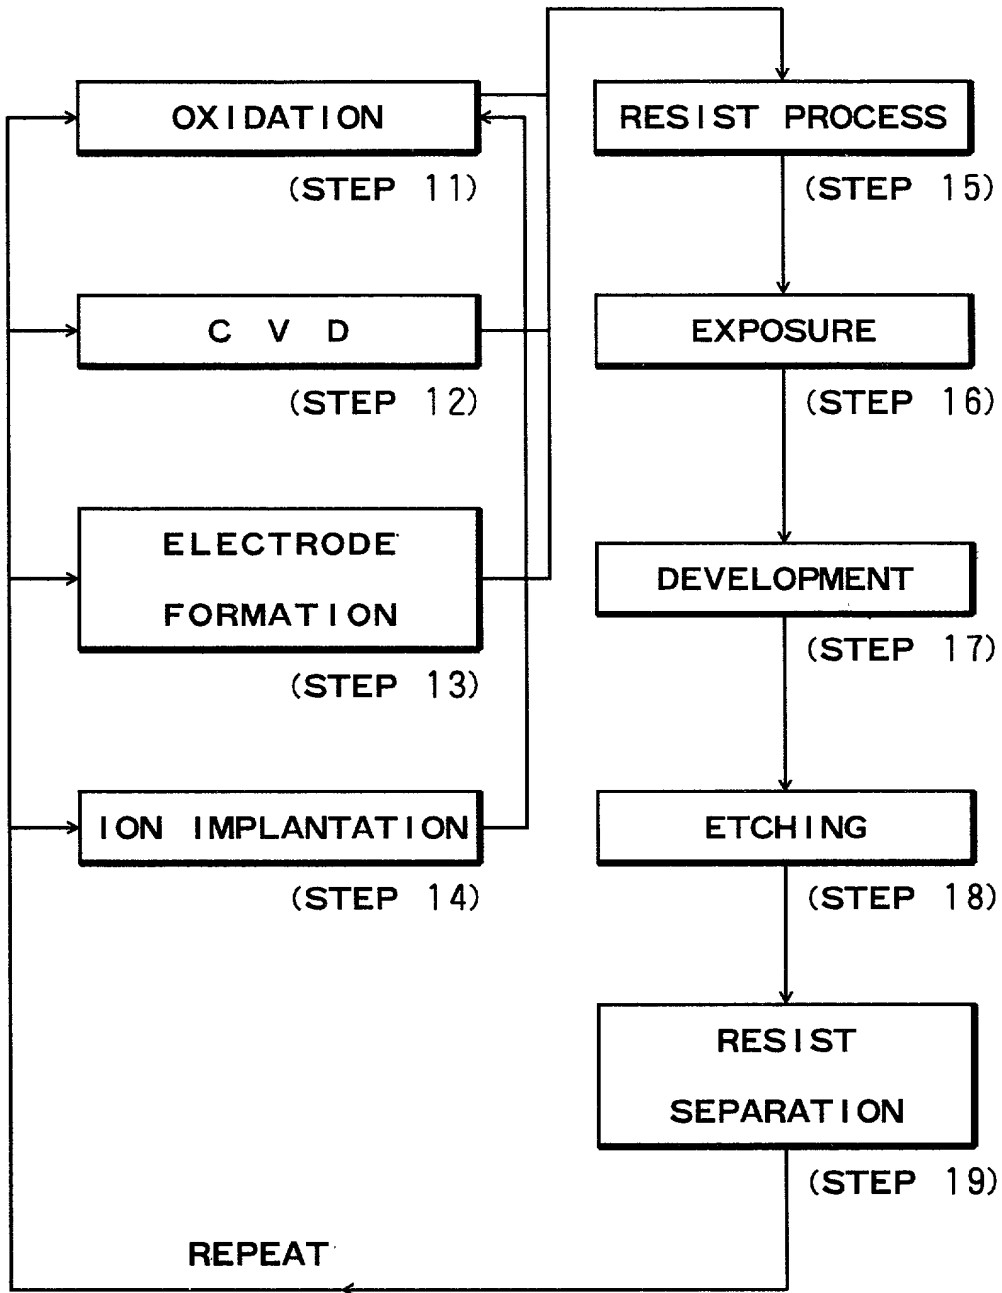 OXIDATION
(STEP 11)
C V D
(STEP 12)
ELECTRODE
FORMATION
(STEP 13)
ION IMPLANTATION
(STEP 14)
RESIST PROCESS
(STEP 15)
EXPOSURE
(STEP 16)
DEVELOPMENT
(STEP 17)
ETCHING
(STEP 18)
RESIST
SEPARATION
(STEP 19)
REPEAT